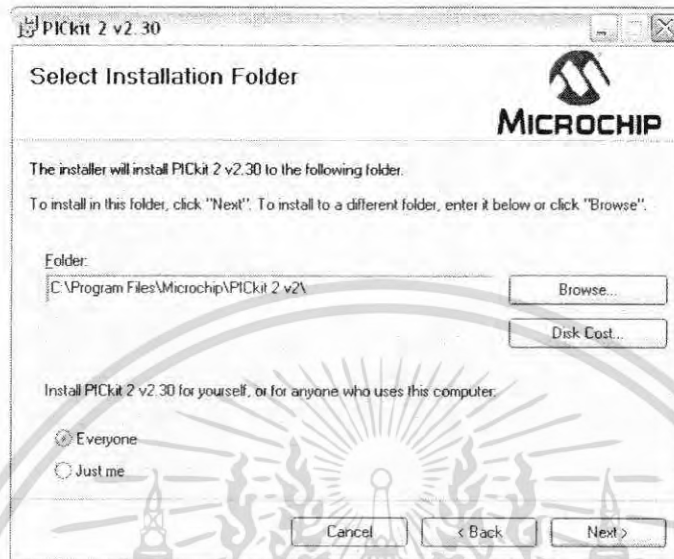 PICkit 2 v2.30
Select Installation Folder
MICROCHIP
The installer will install PICkit 2 v2.30 to the following folder.
To install in this folder, click "Next". To install to a different folder, enter it below or click "Browse".
Folder:
C:\Program Files\Microchip\PICkit 2 v2\
Browse...
Disk Cost...
Install PICkit 2 v2.30 for yourself, or for anyone who uses this computer:
Everyone
Just me
Cancel
< Back
Next >